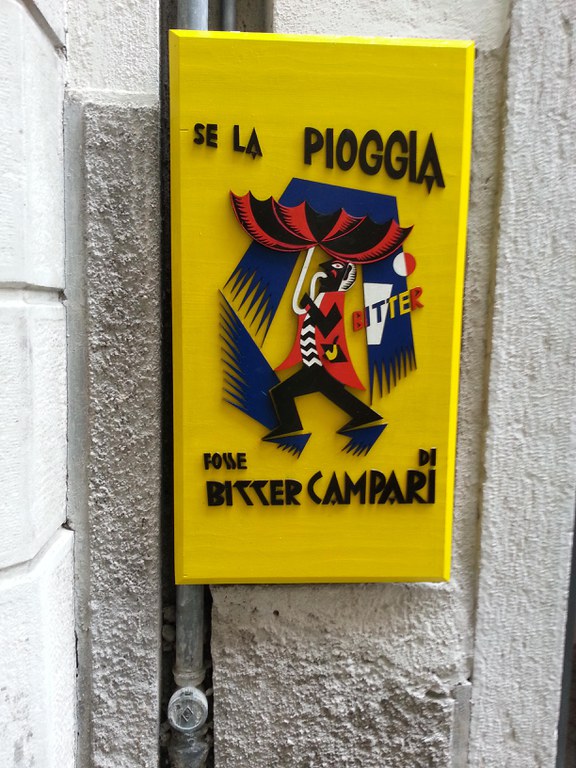 SE LA PIOGGIA
BITTER
FOSSE DI
BITTER CAMPARI